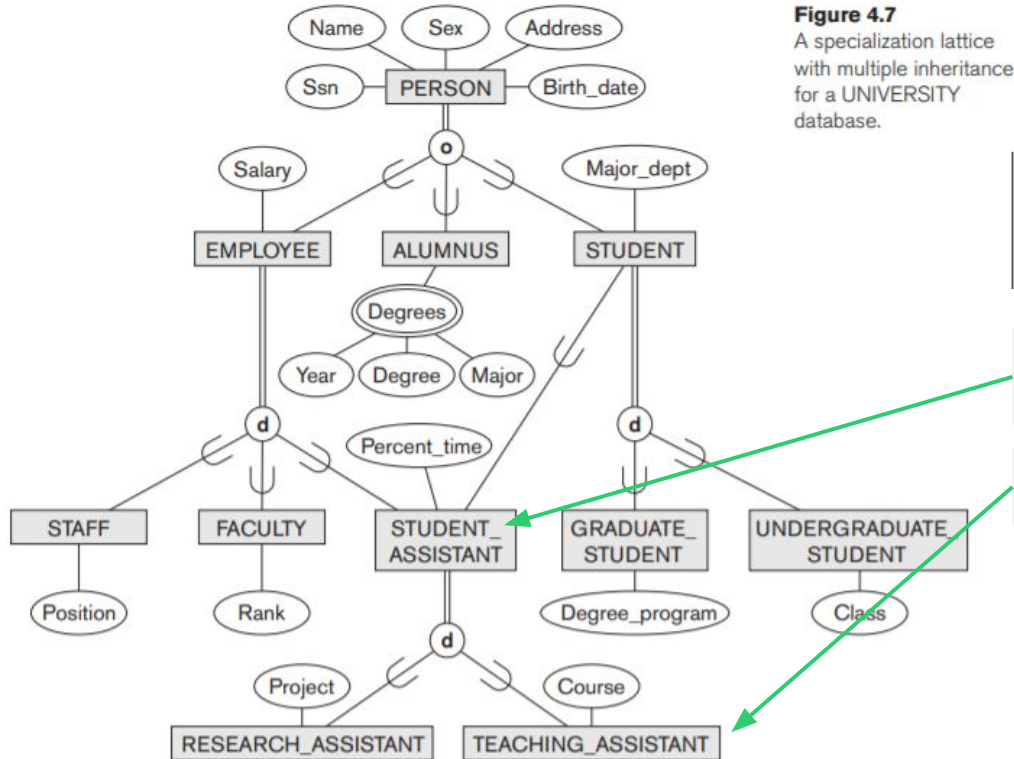 Figure 4.7
A specialization lattice
with multiple inheritance
for a UNIVERSITY
database.
Name
Sex
Address
Ssn
PERSON
Birth_date
o
Salary
Major_dept
EMPLOYEE
ALUMNUS
STUDENT
Degrees
Year
Degree
Major
d
Percent_time
d
STAFF
FACULTY
STUDENT_
ASSISTANT
GRADUATE_
STUDENT
UNDERGRADUATE_
STUDENT
Position
Rank
Degree_program
Class
d
Project
Course
RESEARCH_ASSISTANT
TEACHING_ASSISTANT